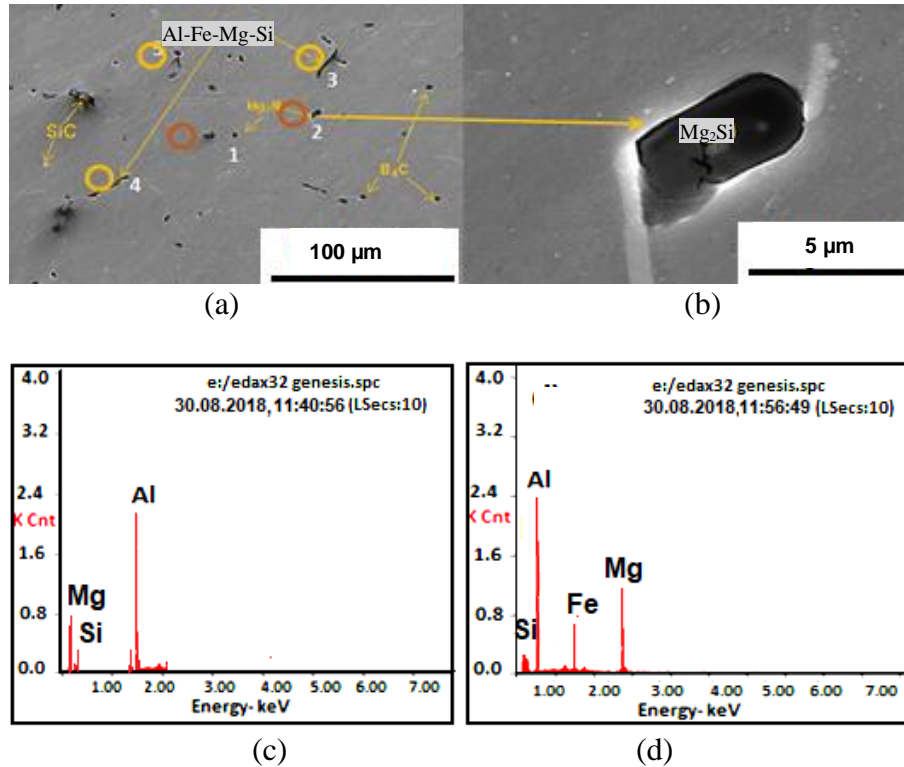 Al-Fe-Mg-Si
3
SiC
2
1
4
B₄C
100 µm
(a)
Mg₂Si
5 µm
(b)
4.0
3.2
2.4
K Cnt
1.6
0.8
0.0
e:/edax32 genesis.spc
30.08.2018, 11:40:56 (LSecs:10)
Al
Mg
Si
1.00 2.00 3.00 4.00 5.00 6.00 7.00
Energy- keV
(c)
4.0
3.2
2.4
K Cnt
1.6
0.8
0.0
e:/edax32 genesis.spc
30.08.2018,11:56:49 (LSecs:10)
Al
Mg
Fe
Si
1.00 2.00 3.00 4.00 5.00 6.00 7.00
Energy- keV
(d)